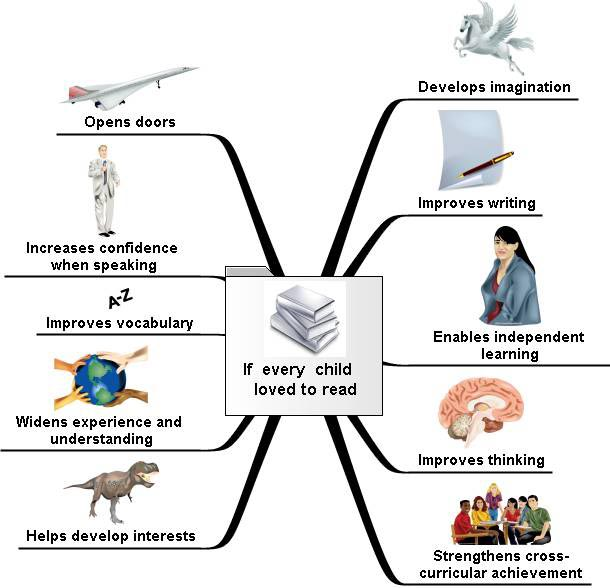 Opens doors
Increases confidence
when speaking
A-Z
Improves vocabulary
Widens experience and
understanding
Helps develop interests
If every child
loved to read
Develops imagination
Improves writing
Enables independent
learning
Improves thinking
Strengthens cross-
curricular achievement